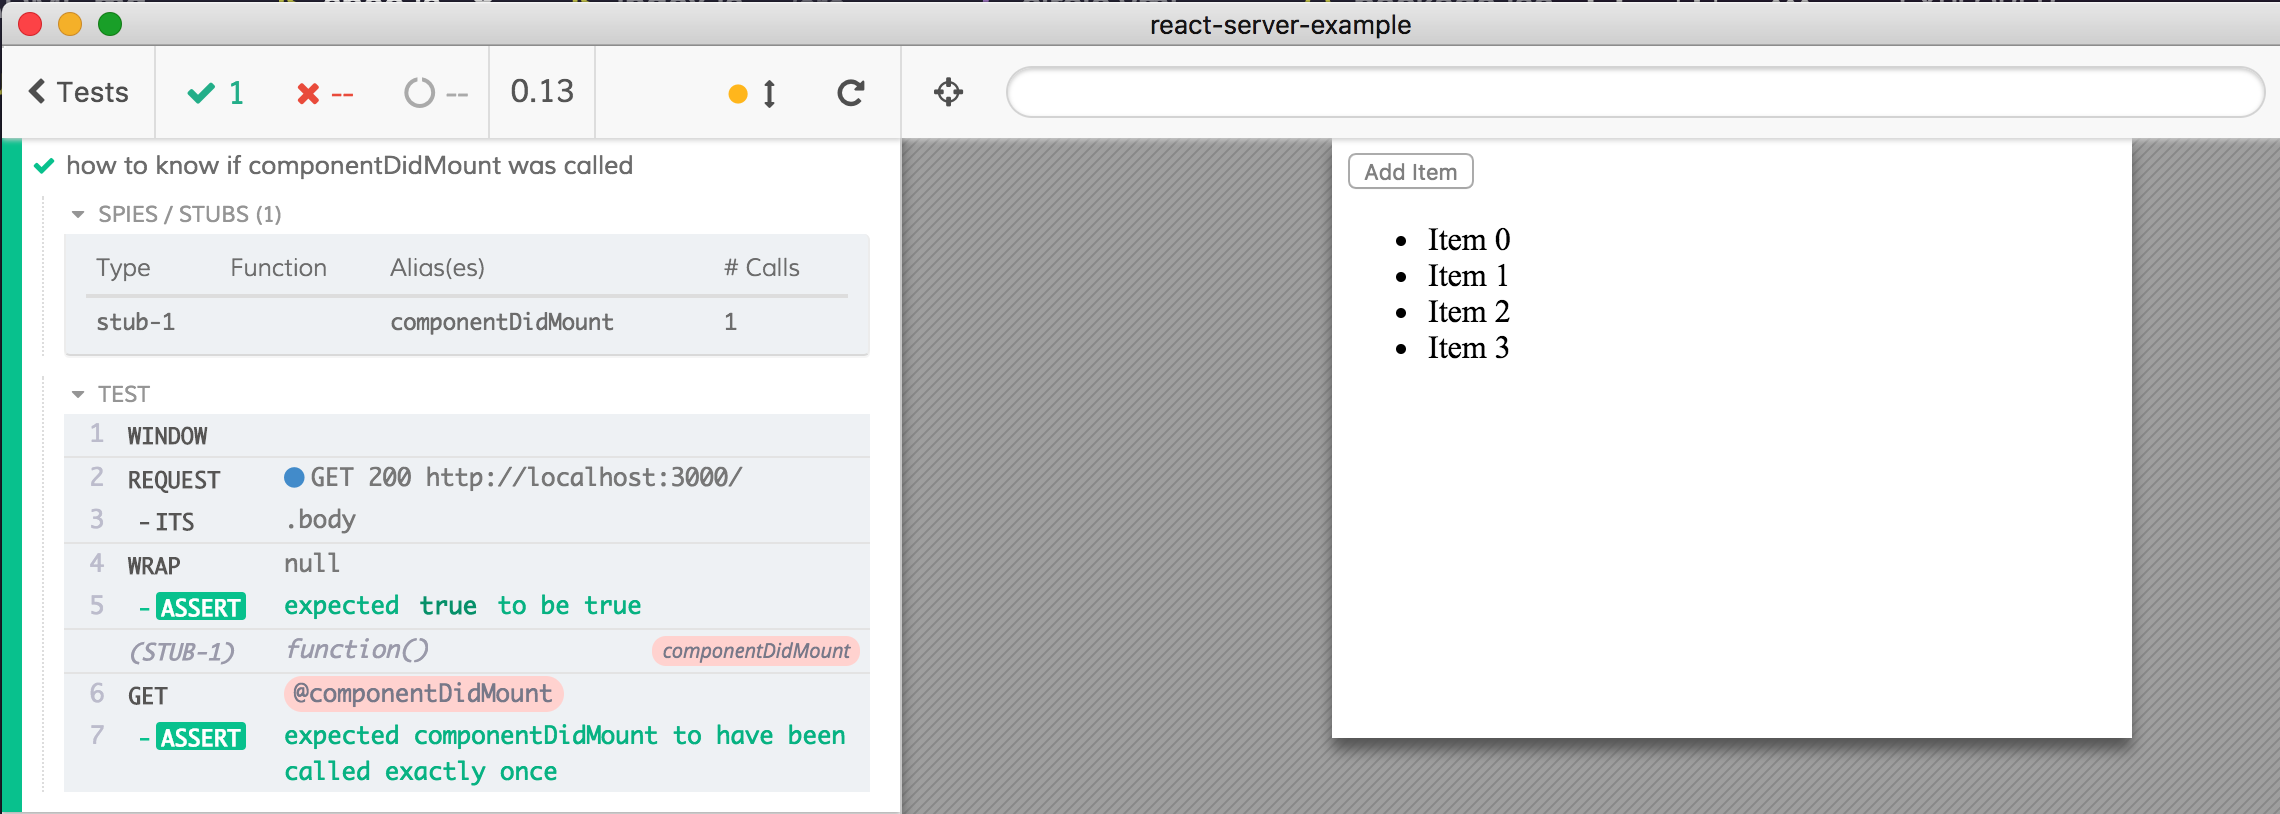 react-server-example
Tests 1 -- -- 0.13
how to know if componentDidMount was called
SPIES / STUBS (1)
Type Function Alias(es) # Calls
stub-1 componentDidMount 1
TEST
1 WINDOW
2 REQUEST GET 200 http://localhost:3000/
3 -ITS .body
4 WRAP null
5 -ASSERT expected true to be true
(STUB-1) function() componentDidMount
6 GET @componentDidMount
7 -ASSERT expected componentDidMount to have been
called exactly once
Add Item
• Item 0
• Item 1
• Item 2
• Item 3